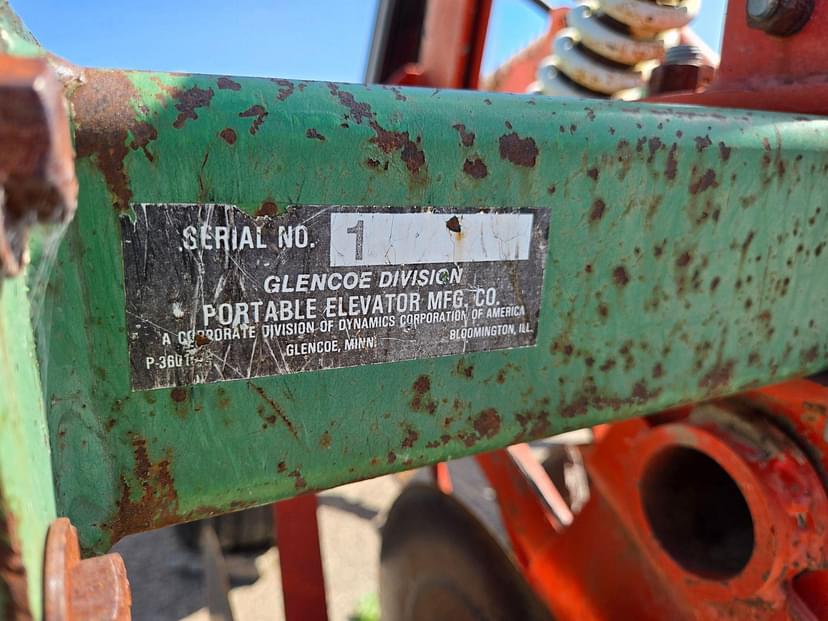 SERIAL NO. 1
GLENCOE DIVISION
PORTABLE ELEVATOR MFG. CO.
A CORPORATE DIVISION OF DYNAMICS CORPORATION OF AMERICA
GLENCOE, MINN. BLOOMINGTON, ILL.